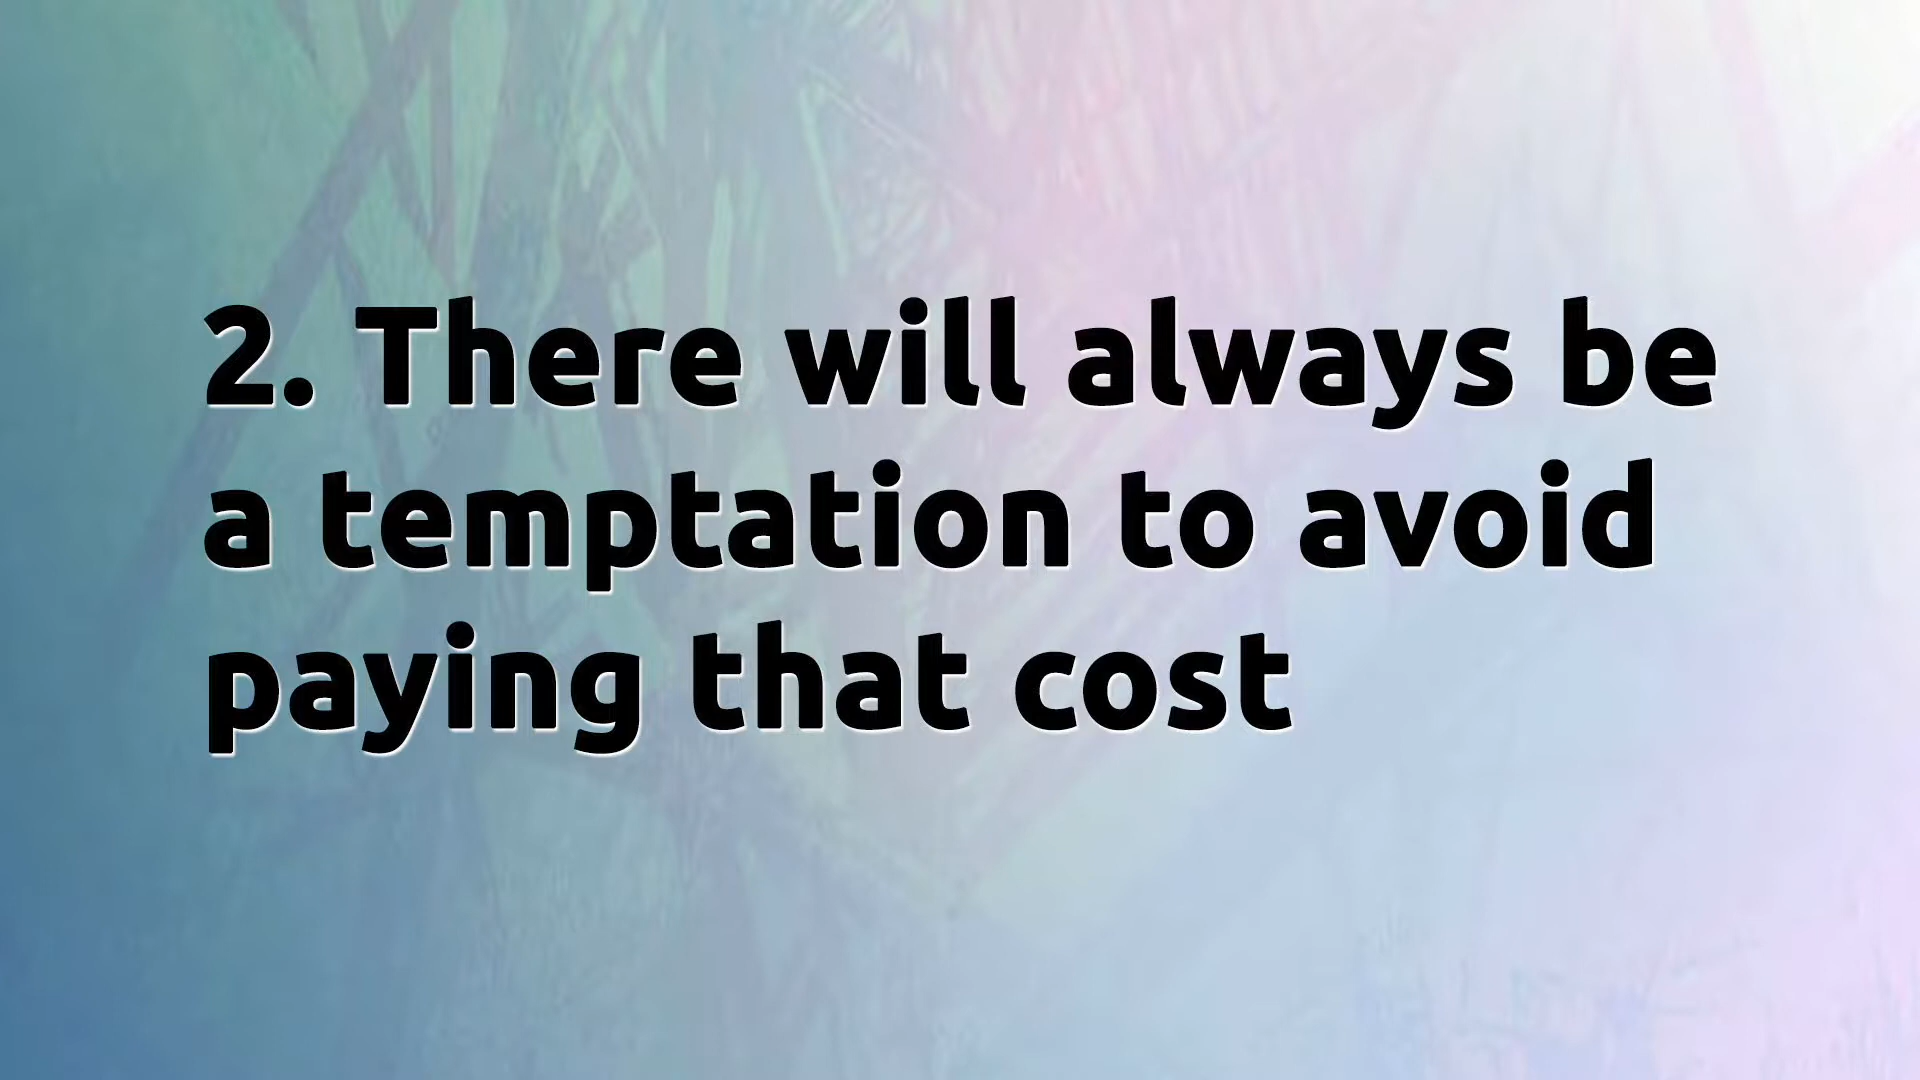 2. There will always be
a temptation to avoid
paying that cost